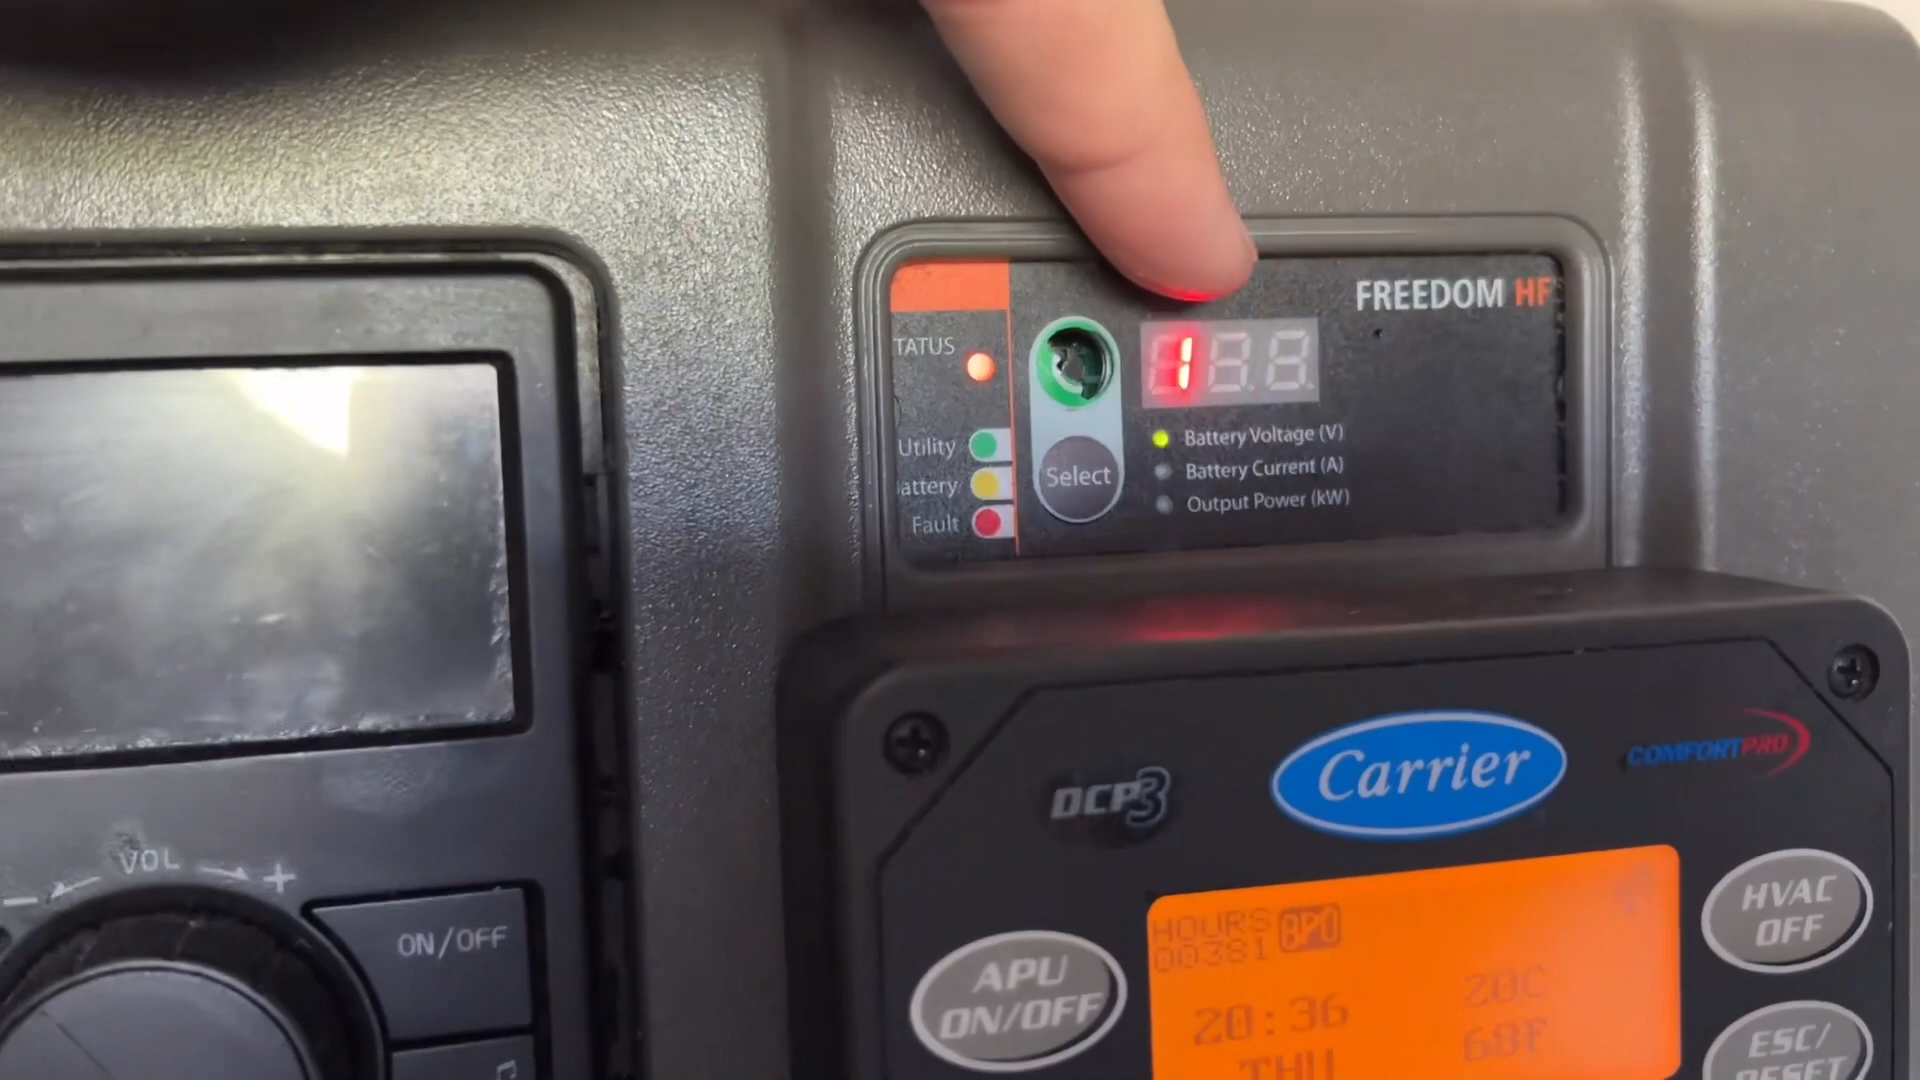 FREEDOM HF
TATUS
1
Utility
attery
Fault
Select
Battery Voltage (V)
Battery Current (A)
Output Power (kW)
DCP3
Carrier
COMFORTPRO
VOL
- +
ON/OFF
HOURS APU
00381
20:36
THU
20C
68F
APU
ON/OFF
HVAC
OFF
ESC/
RESET